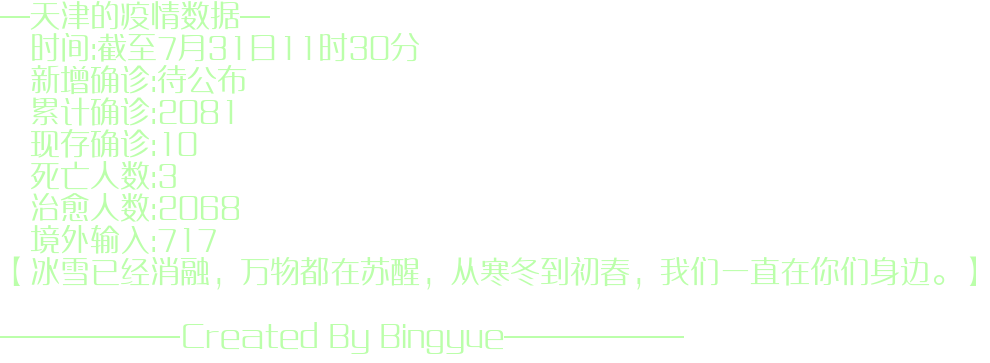 —天津的疫情数据—
时间:截至7月31日11时30分
新增确诊:待公布
累计确诊:2081
现存确诊:10
死亡人数:3
治愈人数:2068
境外输入:717
【冰雪已经消融，万物都在苏醒，从寒冬到初春，我们一直在你们身边。】
——————Created By Bingyue——————